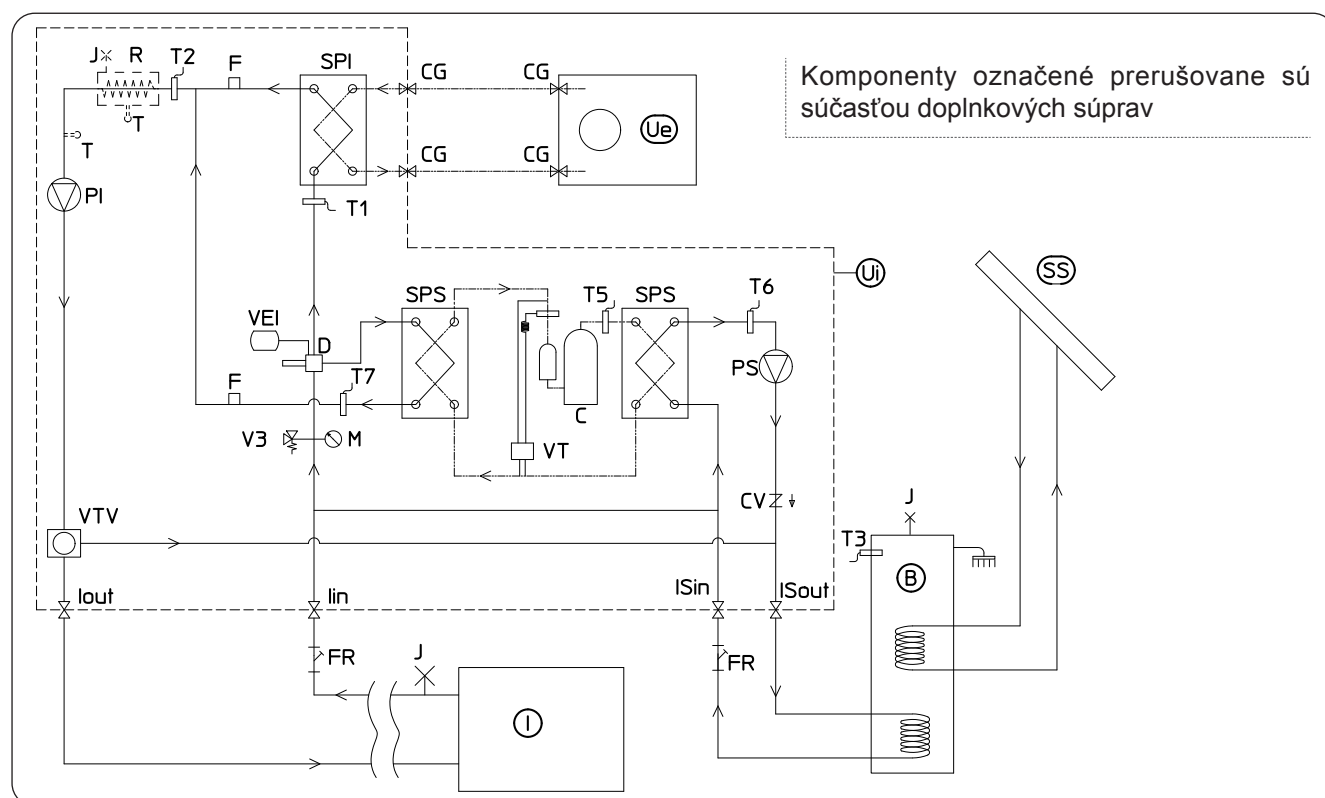 J R T2 F SPI CG CG
Komponenty označené prerušovane sú
súčasťou doplnkových súprav
T
T
Ue
CG CG
PI
T1
Ui
SS
SPS T5 SPS T6
VEI
D
PS
F T7
C
V3 M
VT
CV
J
VTV
T3
B
Iout Iin ISin ISout
FR FR
J
I